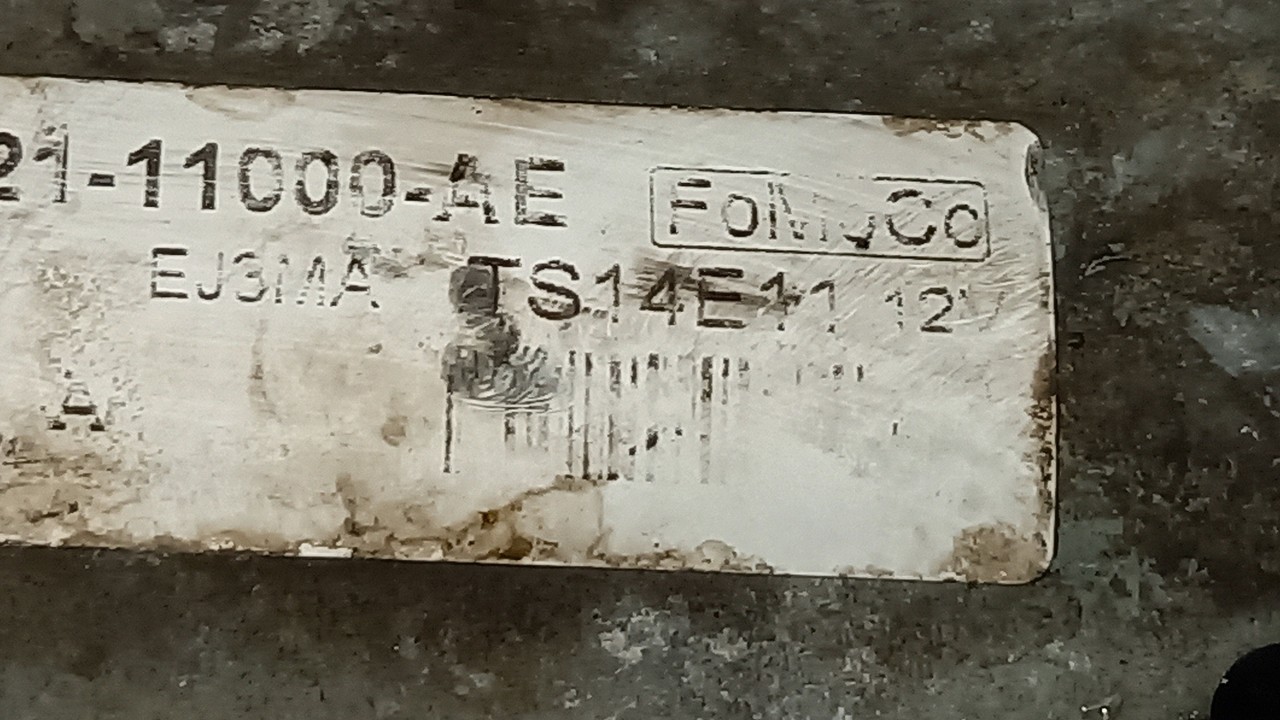 21-11000-AE FoMoCo
EJ3MA TS14E11 12V
A